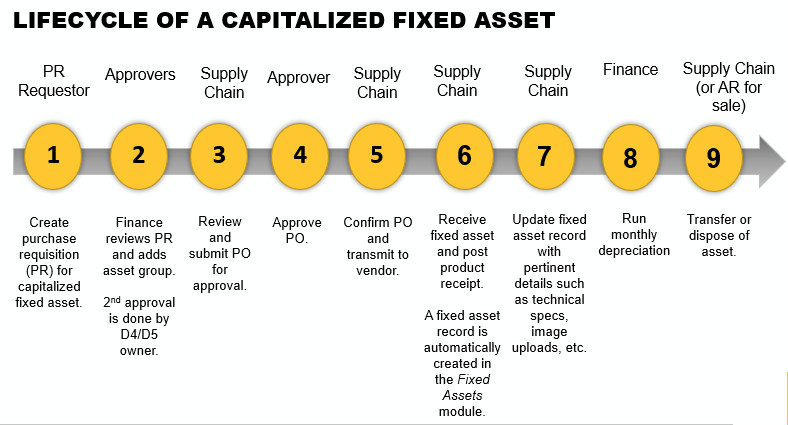 LIFECYCLE OF A CAPITALIZED FIXED ASSET
PR
Requestor
Approvers
Supply
Chain
Approver
Supply
Chain
Supply
Chain
Supply
Chain
Finance
Supply Chain
(or AR for
sale)
1
2
3
4
5
6
7
8
9
Create
purchase
requisition
(PR) for
capitalized
fixed asset.
Finance
reviews PR
and adds
asset group.
2nd approval
is done by
D4/D5
owner.
Review
and
submit PO
for
approval.
Approve
PO.
Confirm PO
and
transmit to
vendor.
Receive
fixed asset
and post
product
receipt.
A fixed asset
record is
automatically
created in
the Fixed
Assets
module.
Update fixed
asset record
with
pertinent
details such
as technical
specs,
image
uploads, etc.
Run
monthly
depreciation
Transfer or
dispose of
asset.